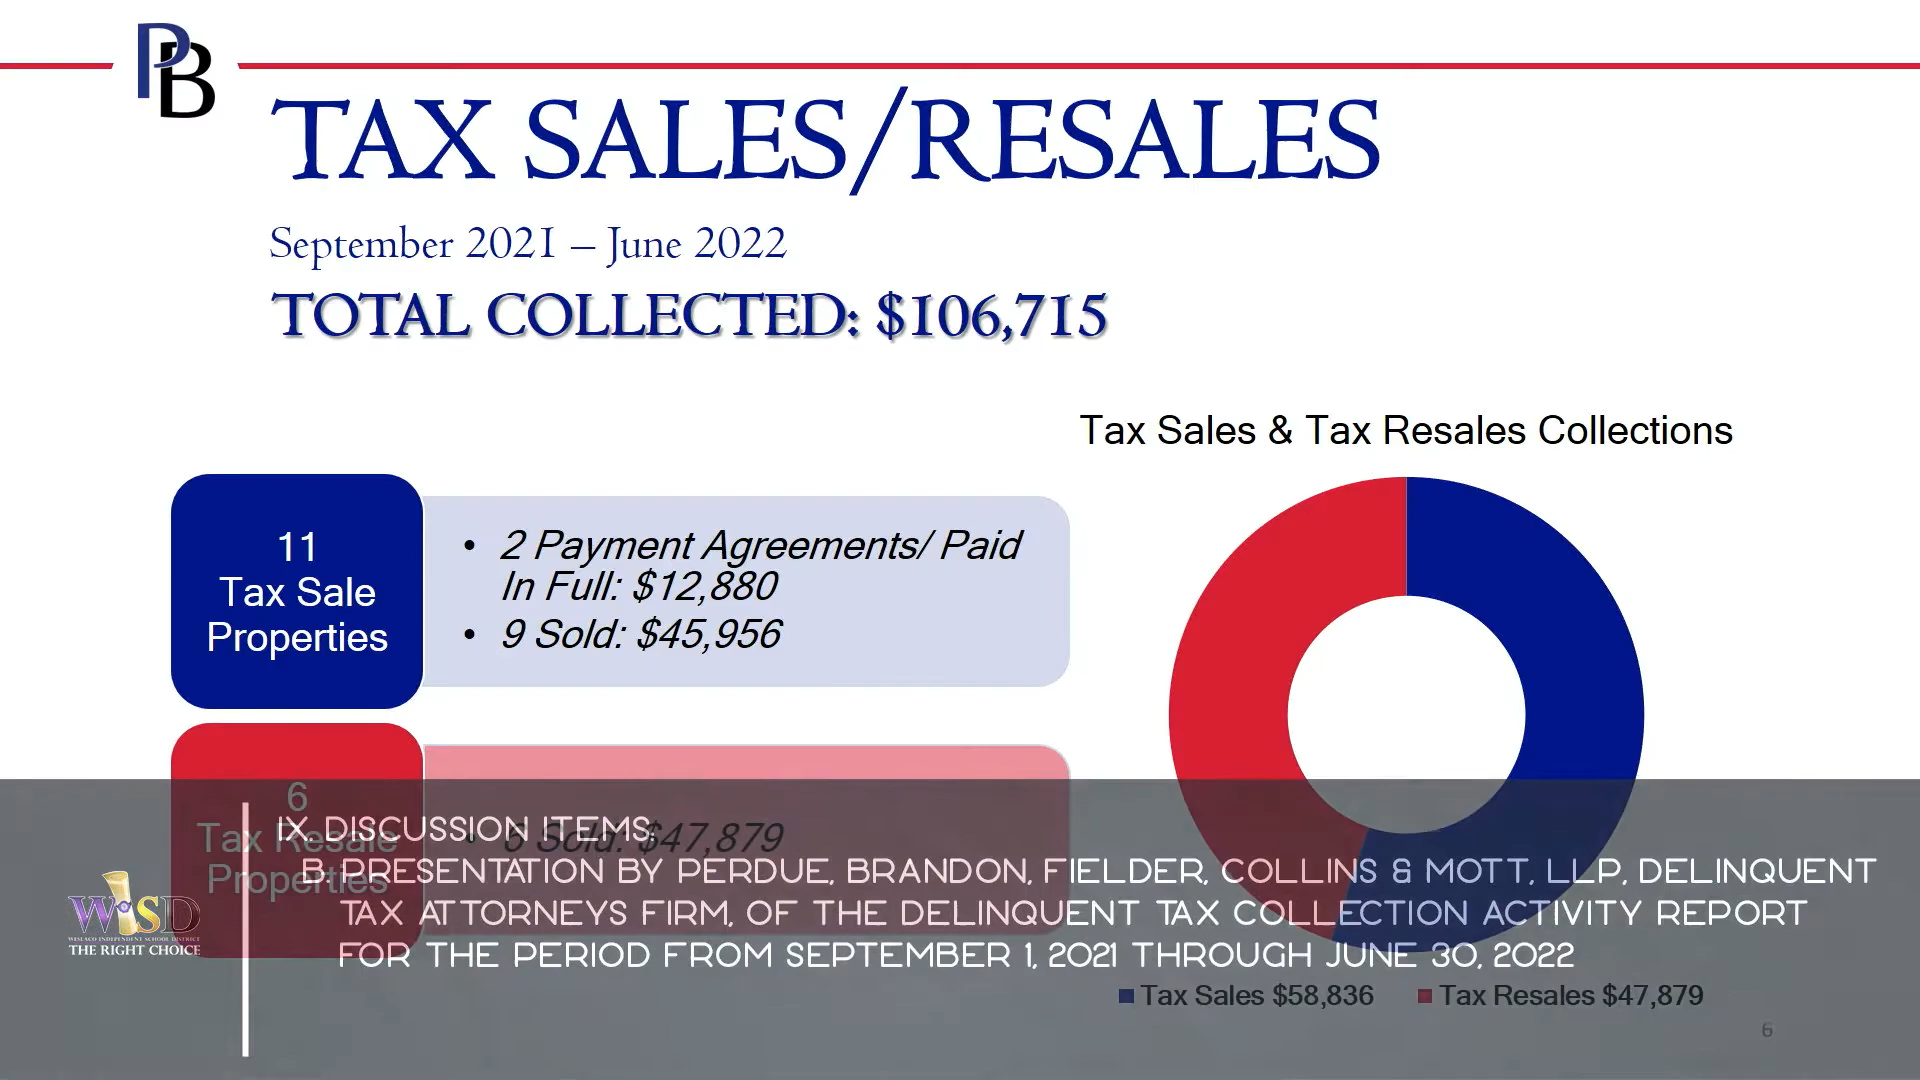 PB
TAX SALES/RESALES
September 2021 – June 2022
TOTAL COLLECTED: $106,715
Tax Sales & Tax Resales Collections
11
Tax Sale
Properties
• 2 Payment Agreements/ Paid
In Full: $12,880
• 9 Sold: $45,956
6
Tax Resale
Properties
• 6 Sold: $47,879
Tax Sales $58,836
Tax Resales $47,879
6
IX. DISCUSSION ITEMS:
B. PRESENTATION BY PERDUE, BRANDON, FIELDER, COLLINS & MOTT, LLP, DELINQUENT
TAX ATTORNEYS FIRM, OF THE DELINQUENT TAX COLLECTION ACTIVITY REPORT
FOR THE PERIOD FROM SEPTEMBER 1, 2021 THROUGH JUNE 30, 2022
WISD
WESLACO INDEPENDENT SCHOOL DISTRICT
THE RIGHT CHOICE